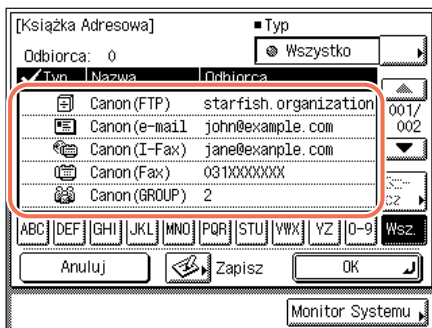 [Książka Adresowa]
■ Typ
Odbiorca: 0
Wszystko
Typ Nazwa Odbiorca
Canon(FTP) starfish.organization
Canon(e-mail john@example.com
Canon(I-Fax) jane@exanple.com
Canon(Fax) 031XXXXXXX
Canon(GROUP) 2
001/
002
ABC DEF GHI JKL MNO PQR STU VWX YZ 0-9 Wsz.
Anuluj Zapisz OK
Monitor Systemu